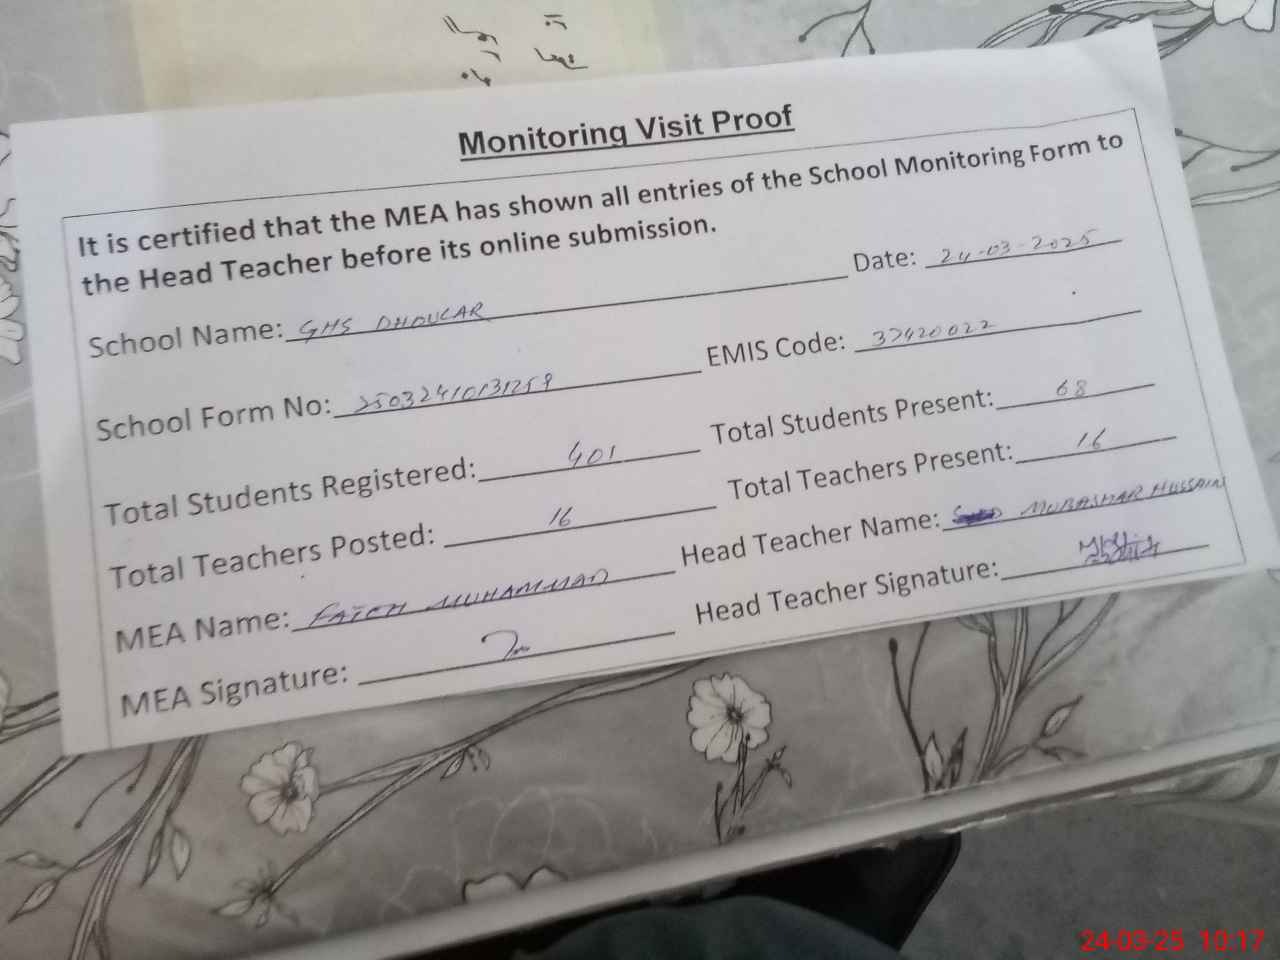 Monitoring Visit Proof
It is certified that the MEA has shown all entries of the School Monitoring Form to
the Head Teacher before its online submission.
School Name: GHS DHOULAR Date: 24-03-2025
School Form No: 25032410131259 EMIS Code: 37420022
Total Students Registered: 401 Total Students Present: 68
Total Teachers Posted: 16 Total Teachers Present: 16
MEA Name: FATEH MUHAMMAD Head Teacher Name: MUBASHAR HUSSAIN
MEA Signature: Head Teacher Signature:
24-03-25 10:17